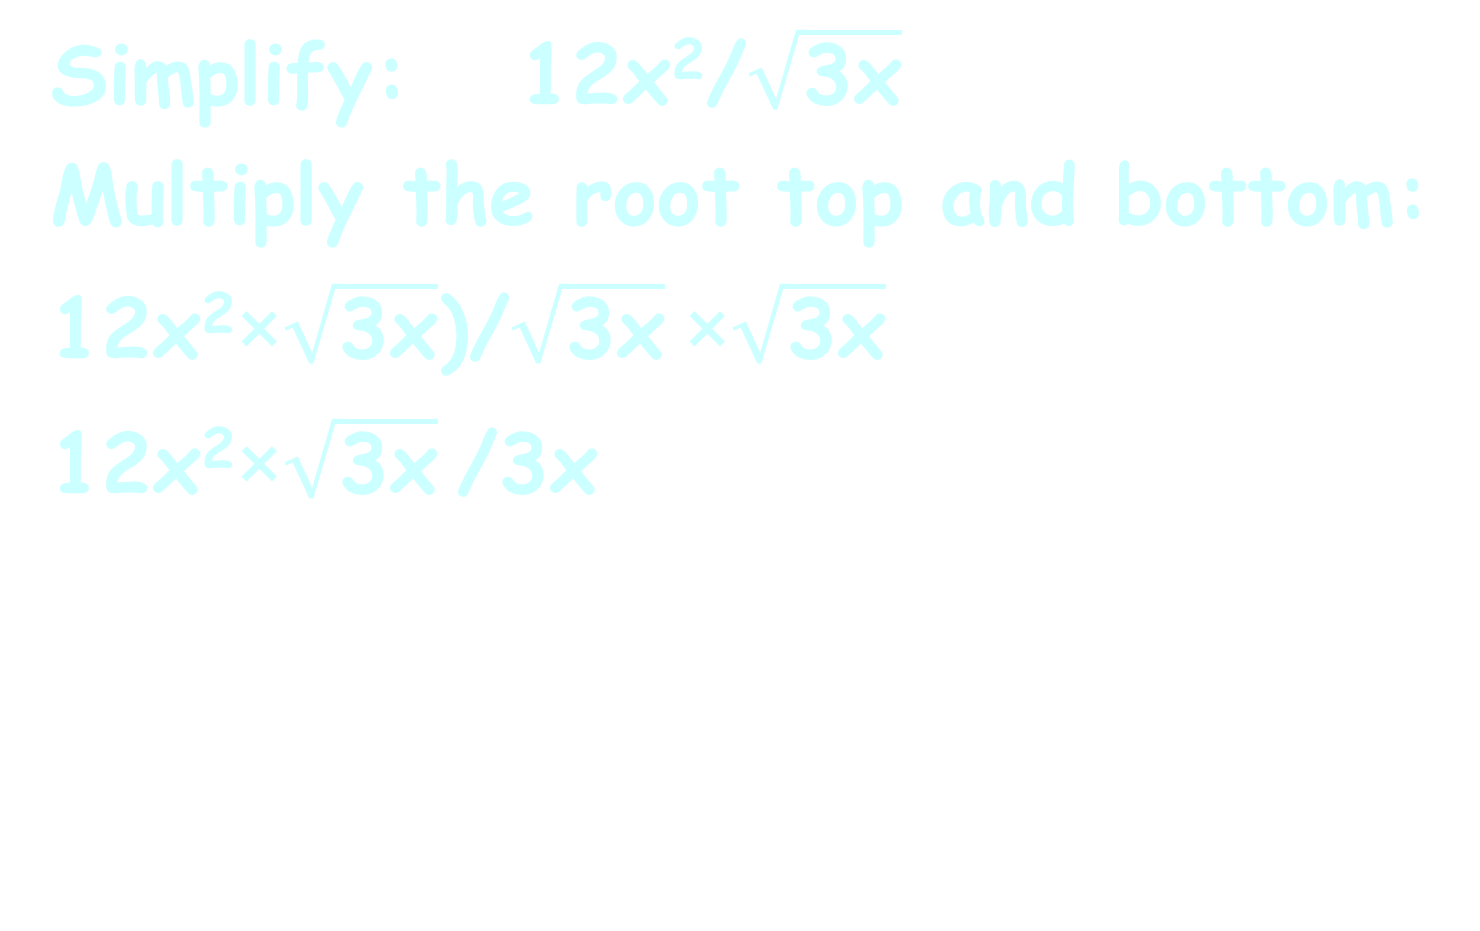 Simplify: 12x²/√3x
Multiply the root top and bottom:
12x²×√3x)/√3x ×√3x
12x²×√3x /3x